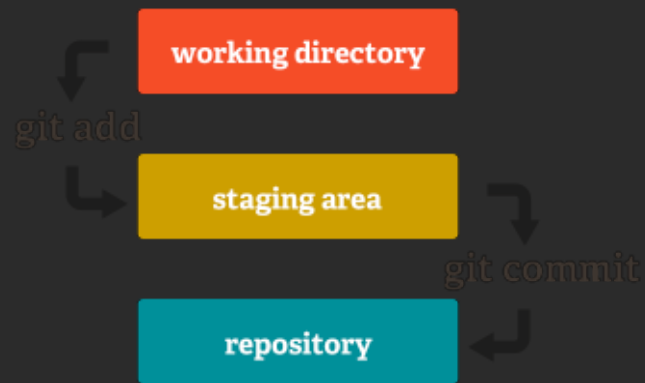 working directory
git add
staging area
git commit
repository